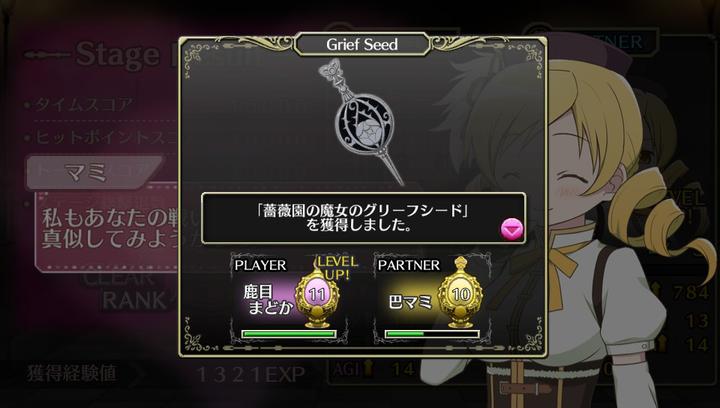 Grief Seed
Stage
タイムスコア
ヒットポイントスコ
マミ
私もあなたの戦い
真似してみよう
「薔薇園の魔女のグリーフシード」
を獲得しました。
PLAYER
LEVEL UP!
鹿目
まどか
11
PARTNER
巴マミ
10
CLEAR
RANK
獲得経験値
1321EXP
AGI
784
13
14
14